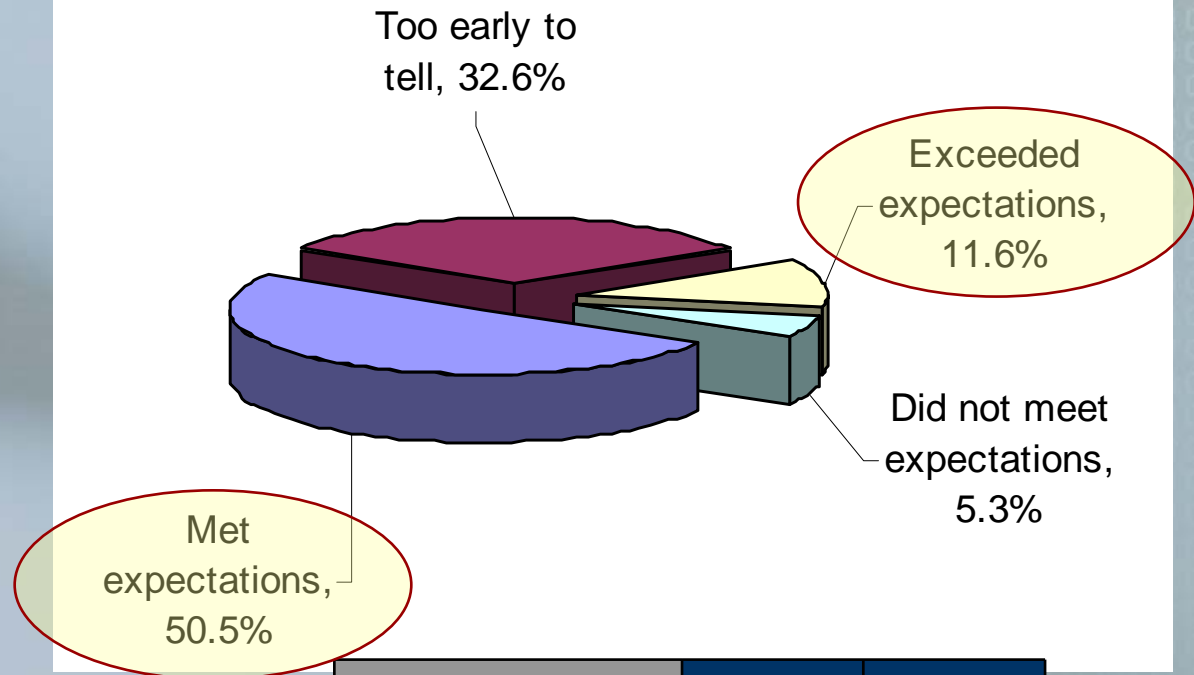 Too early to
tell, 32.6%
Exceeded
expectations,
11.6%
Did not meet
expectations,
5.3%
Met
expectations,
50.5%